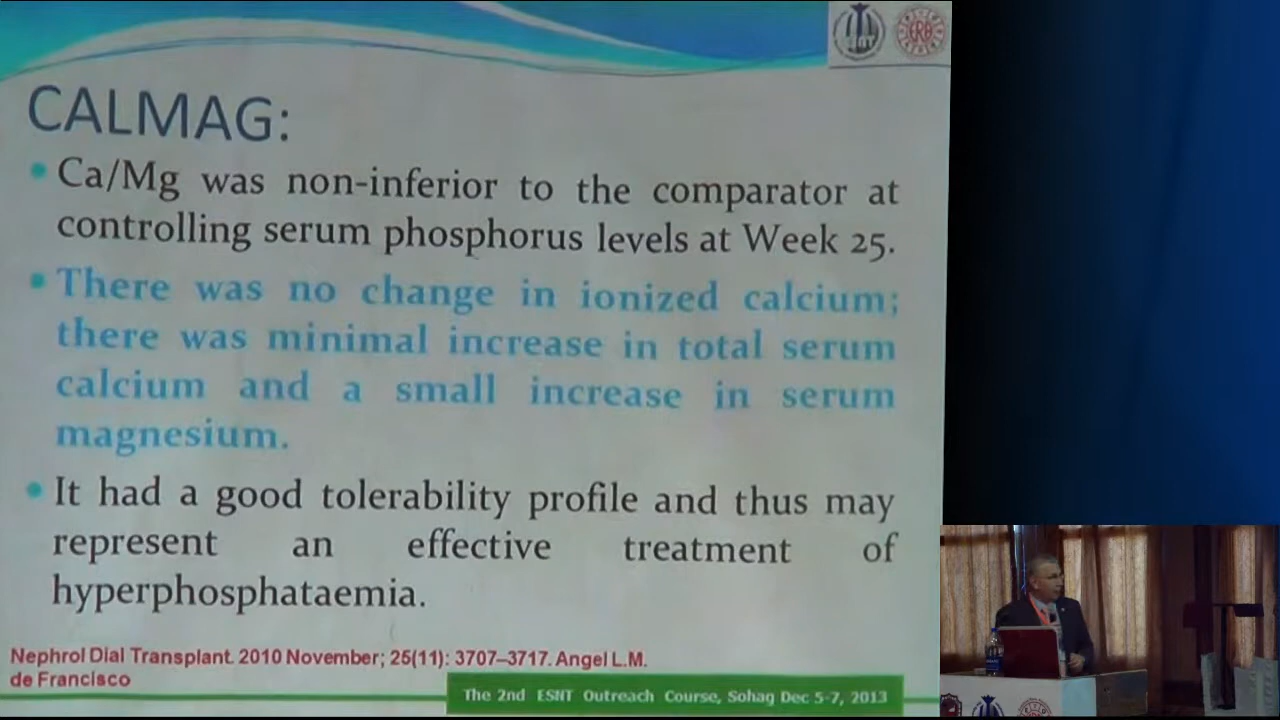 CALMAG:
Ca/Mg was non-inferior to the comparator at
controlling serum phosphorus levels at Week 25.
There was no change in ionized calcium;
there was minimal increase in total serum
calcium and a small increase in serum
magnesium.
It had a good tolerability profile and thus may
represent an effective treatment of
hyperphosphataemia.
Nephrol Dial Transplant. 2010 November; 25(11): 3707–3717. Angel L.M.
de Francisco
The 2nd ESNT Outreach Course, Sohag Dec 5-7, 2013